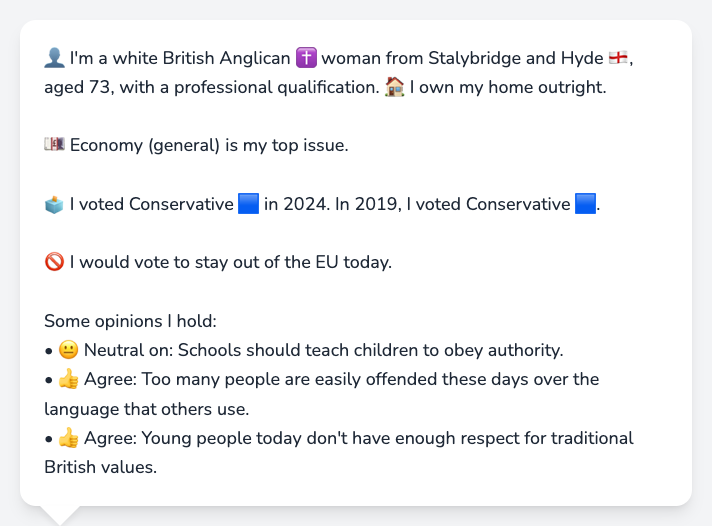 👤 I'm a white British Anglican ✝️ woman from Stalybridge and Hyde 🏴󠁧󠁢󠁥󠁮󠁧󠁿,
aged 73, with a professional qualification. 🏠 I own my home outright.
💷 Economy (general) is my top issue.
🗳️ I voted Conservative 🟦 in 2024. In 2019, I voted Conservative 🟦.
🚫 I would vote to stay out of the EU today.
Some opinions I hold:
• 😐 Neutral on: Schools should teach children to obey authority.
• 👍 Agree: Too many people are easily offended these days over the
language that others use.
• 👍 Agree: Young people today don't have enough respect for traditional
British values.